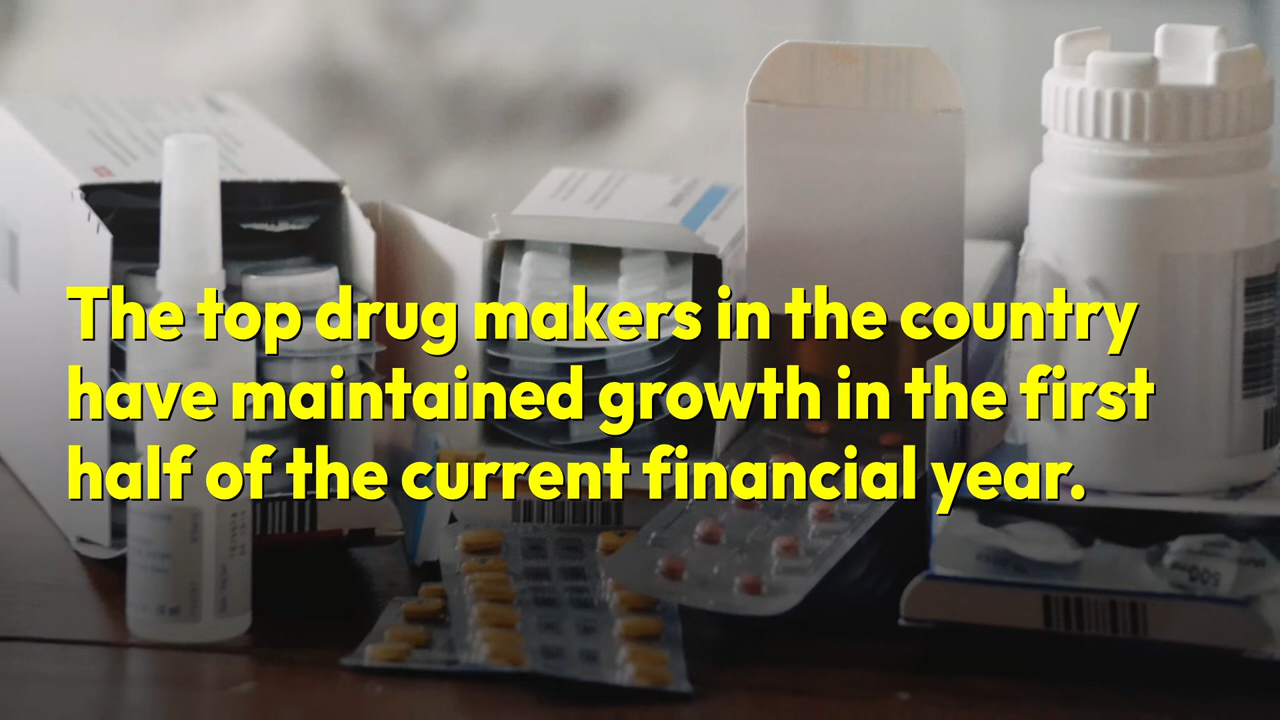 The top drug makers in the country
have maintained growth in the first
half of the current financial year.